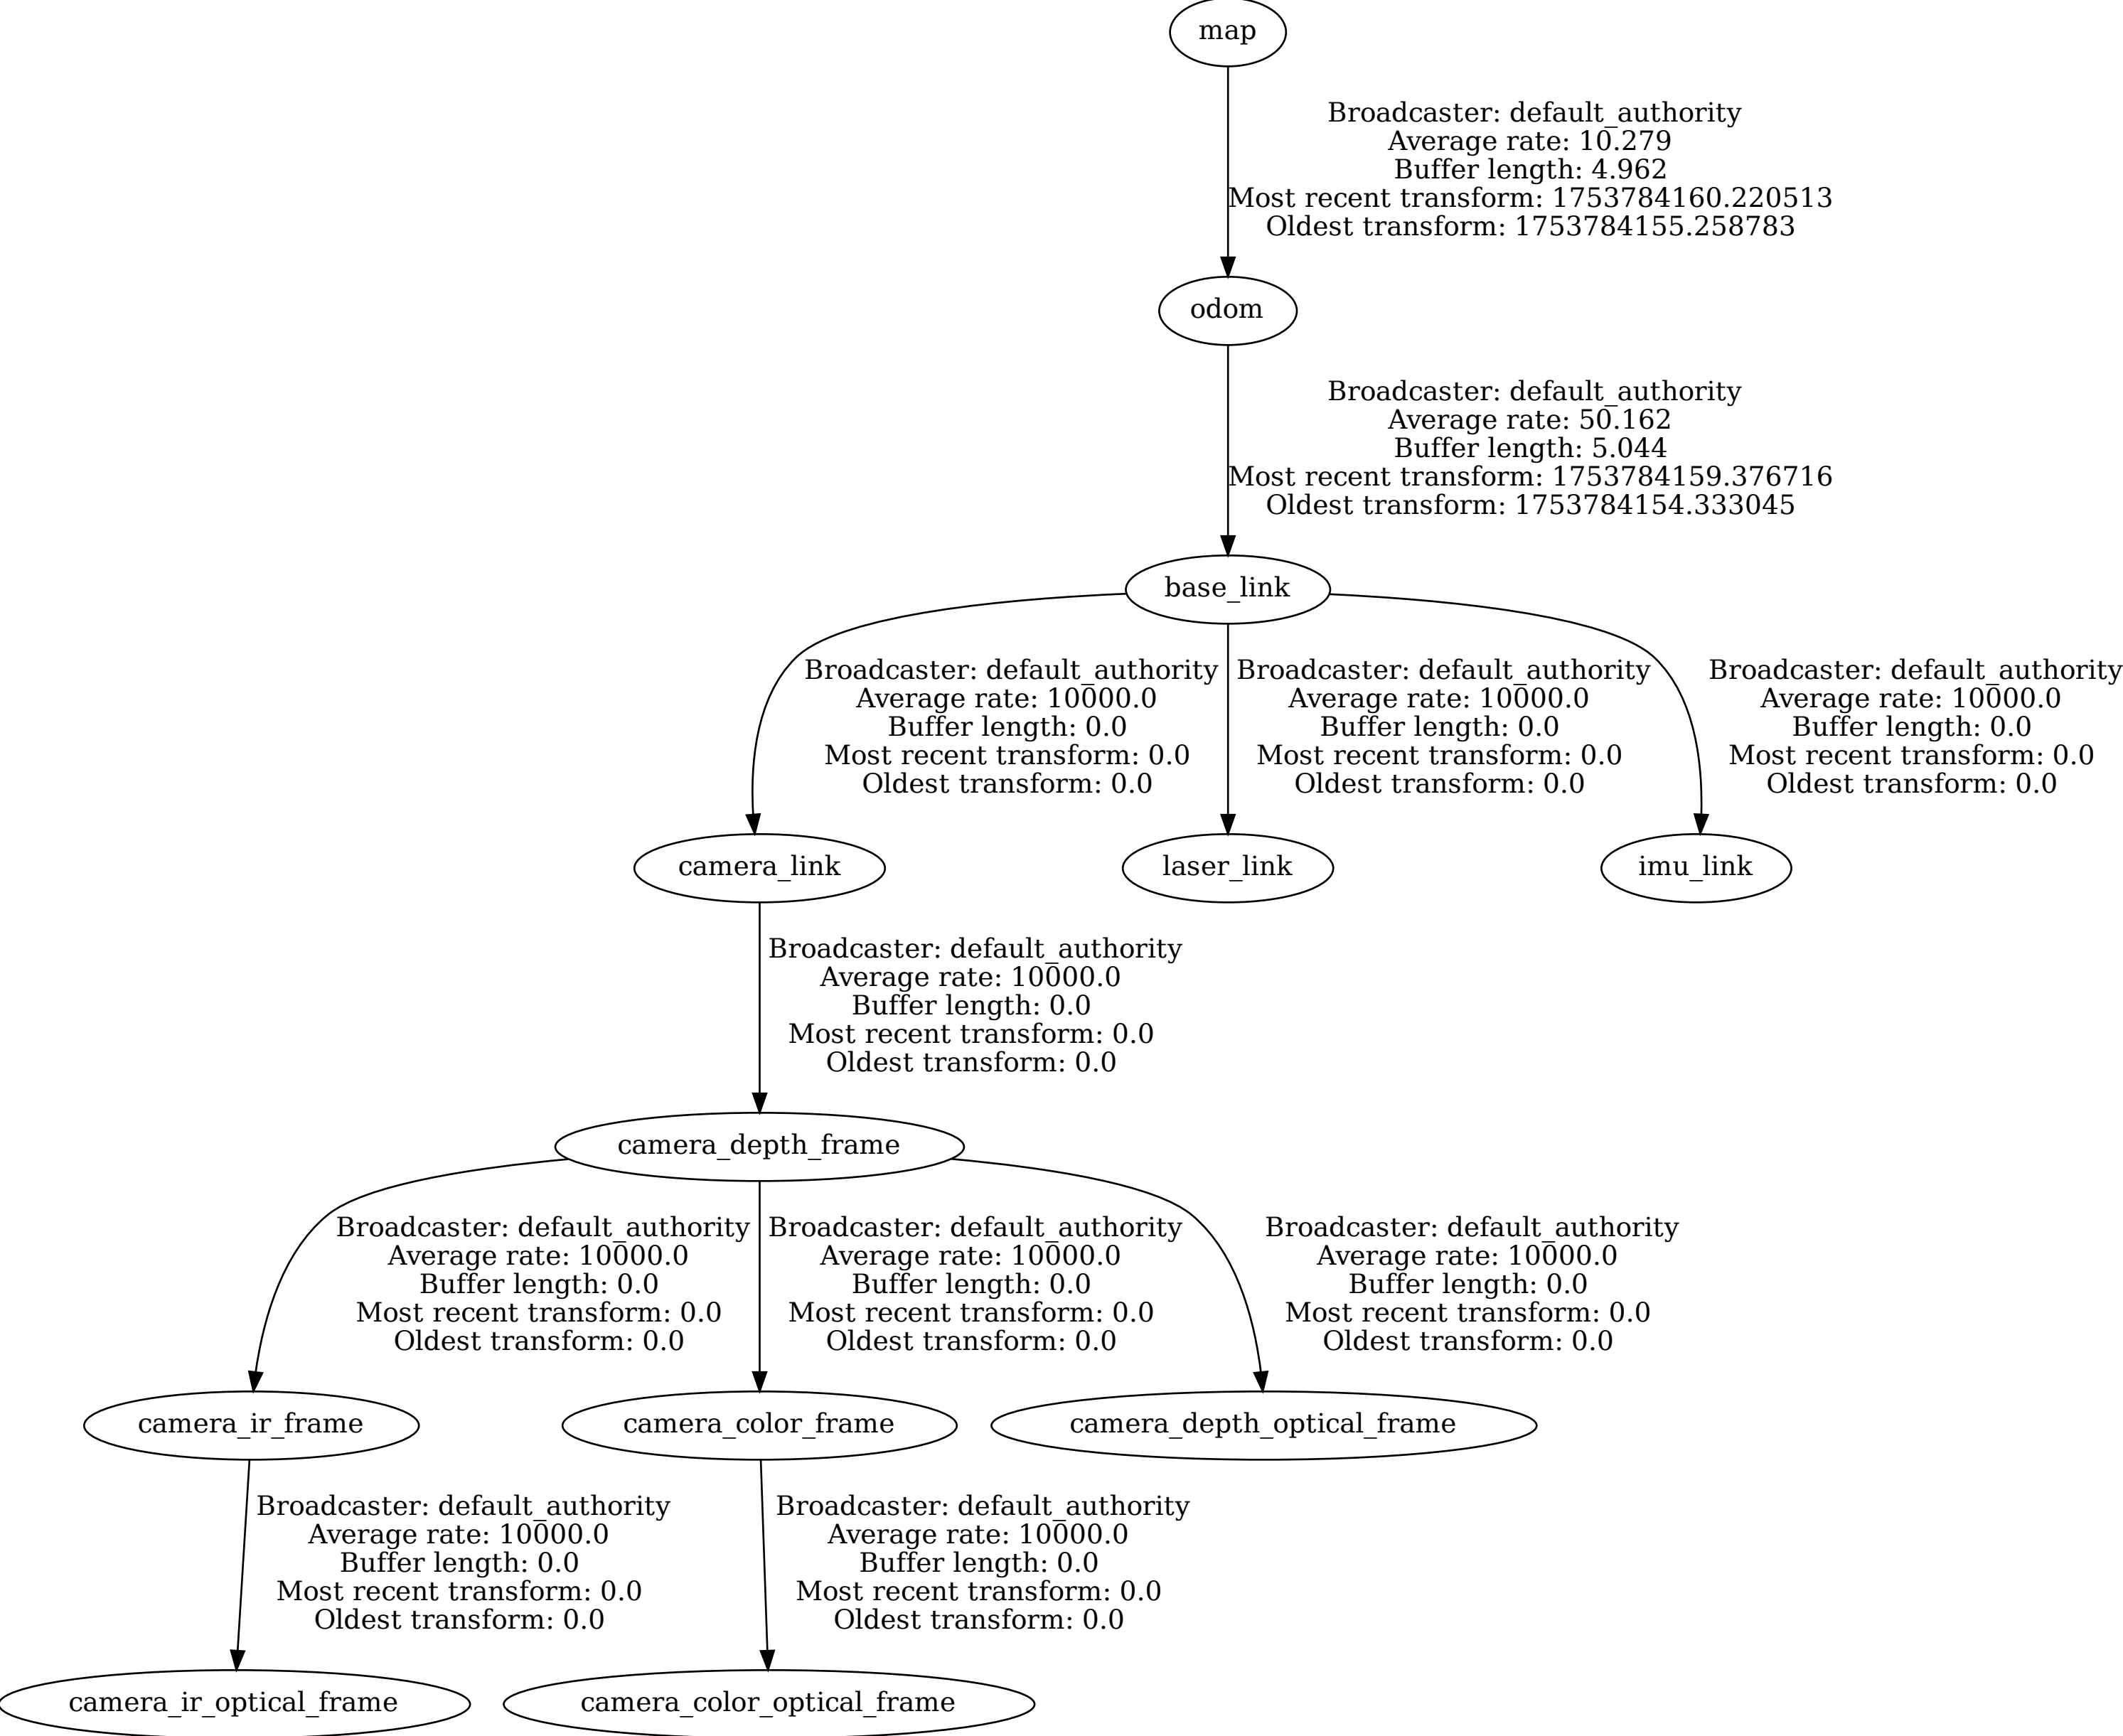 map
Broadcaster: default_authority
Average rate: 10.279
Buffer length: 4.962
Most recent transform: 1753784160.220513
Oldest transform: 1753784155.258783
odom
Broadcaster: default_authority
Average rate: 50.162
Buffer length: 5.044
Most recent transform: 1753784159.376716
Oldest transform: 1753784154.333045
base_link
Broadcaster: default_authority
Average rate: 10000.0
Buffer length: 0.0
Most recent transform: 0.0
Oldest transform: 0.0
Broadcaster: default_authority
Average rate: 10000.0
Buffer length: 0.0
Most recent transform: 0.0
Oldest transform: 0.0
Broadcaster: default_authority
Average rate: 10000.0
Buffer length: 0.0
Most recent transform: 0.0
Oldest transform: 0.0
camera_link
laser_link
imu_link
Broadcaster: default_authority
Average rate: 10000.0
Buffer length: 0.0
Most recent transform: 0.0
Oldest transform: 0.0
camera_depth_frame
Broadcaster: default_authority
Average rate: 10000.0
Buffer length: 0.0
Most recent transform: 0.0
Oldest transform: 0.0
Broadcaster: default_authority
Average rate: 10000.0
Buffer length: 0.0
Most recent transform: 0.0
Oldest transform: 0.0
Broadcaster: default_authority
Average rate: 10000.0
Buffer length: 0.0
Most recent transform: 0.0
Oldest transform: 0.0
camera_ir_frame
camera_color_frame
camera_depth_optical_frame
Broadcaster: default_authority
Average rate: 10000.0
Buffer length: 0.0
Most recent transform: 0.0
Oldest transform: 0.0
Broadcaster: default_authority
Average rate: 10000.0
Buffer length: 0.0
Most recent transform: 0.0
Oldest transform: 0.0
camera_ir_optical_frame
camera_color_optical_frame